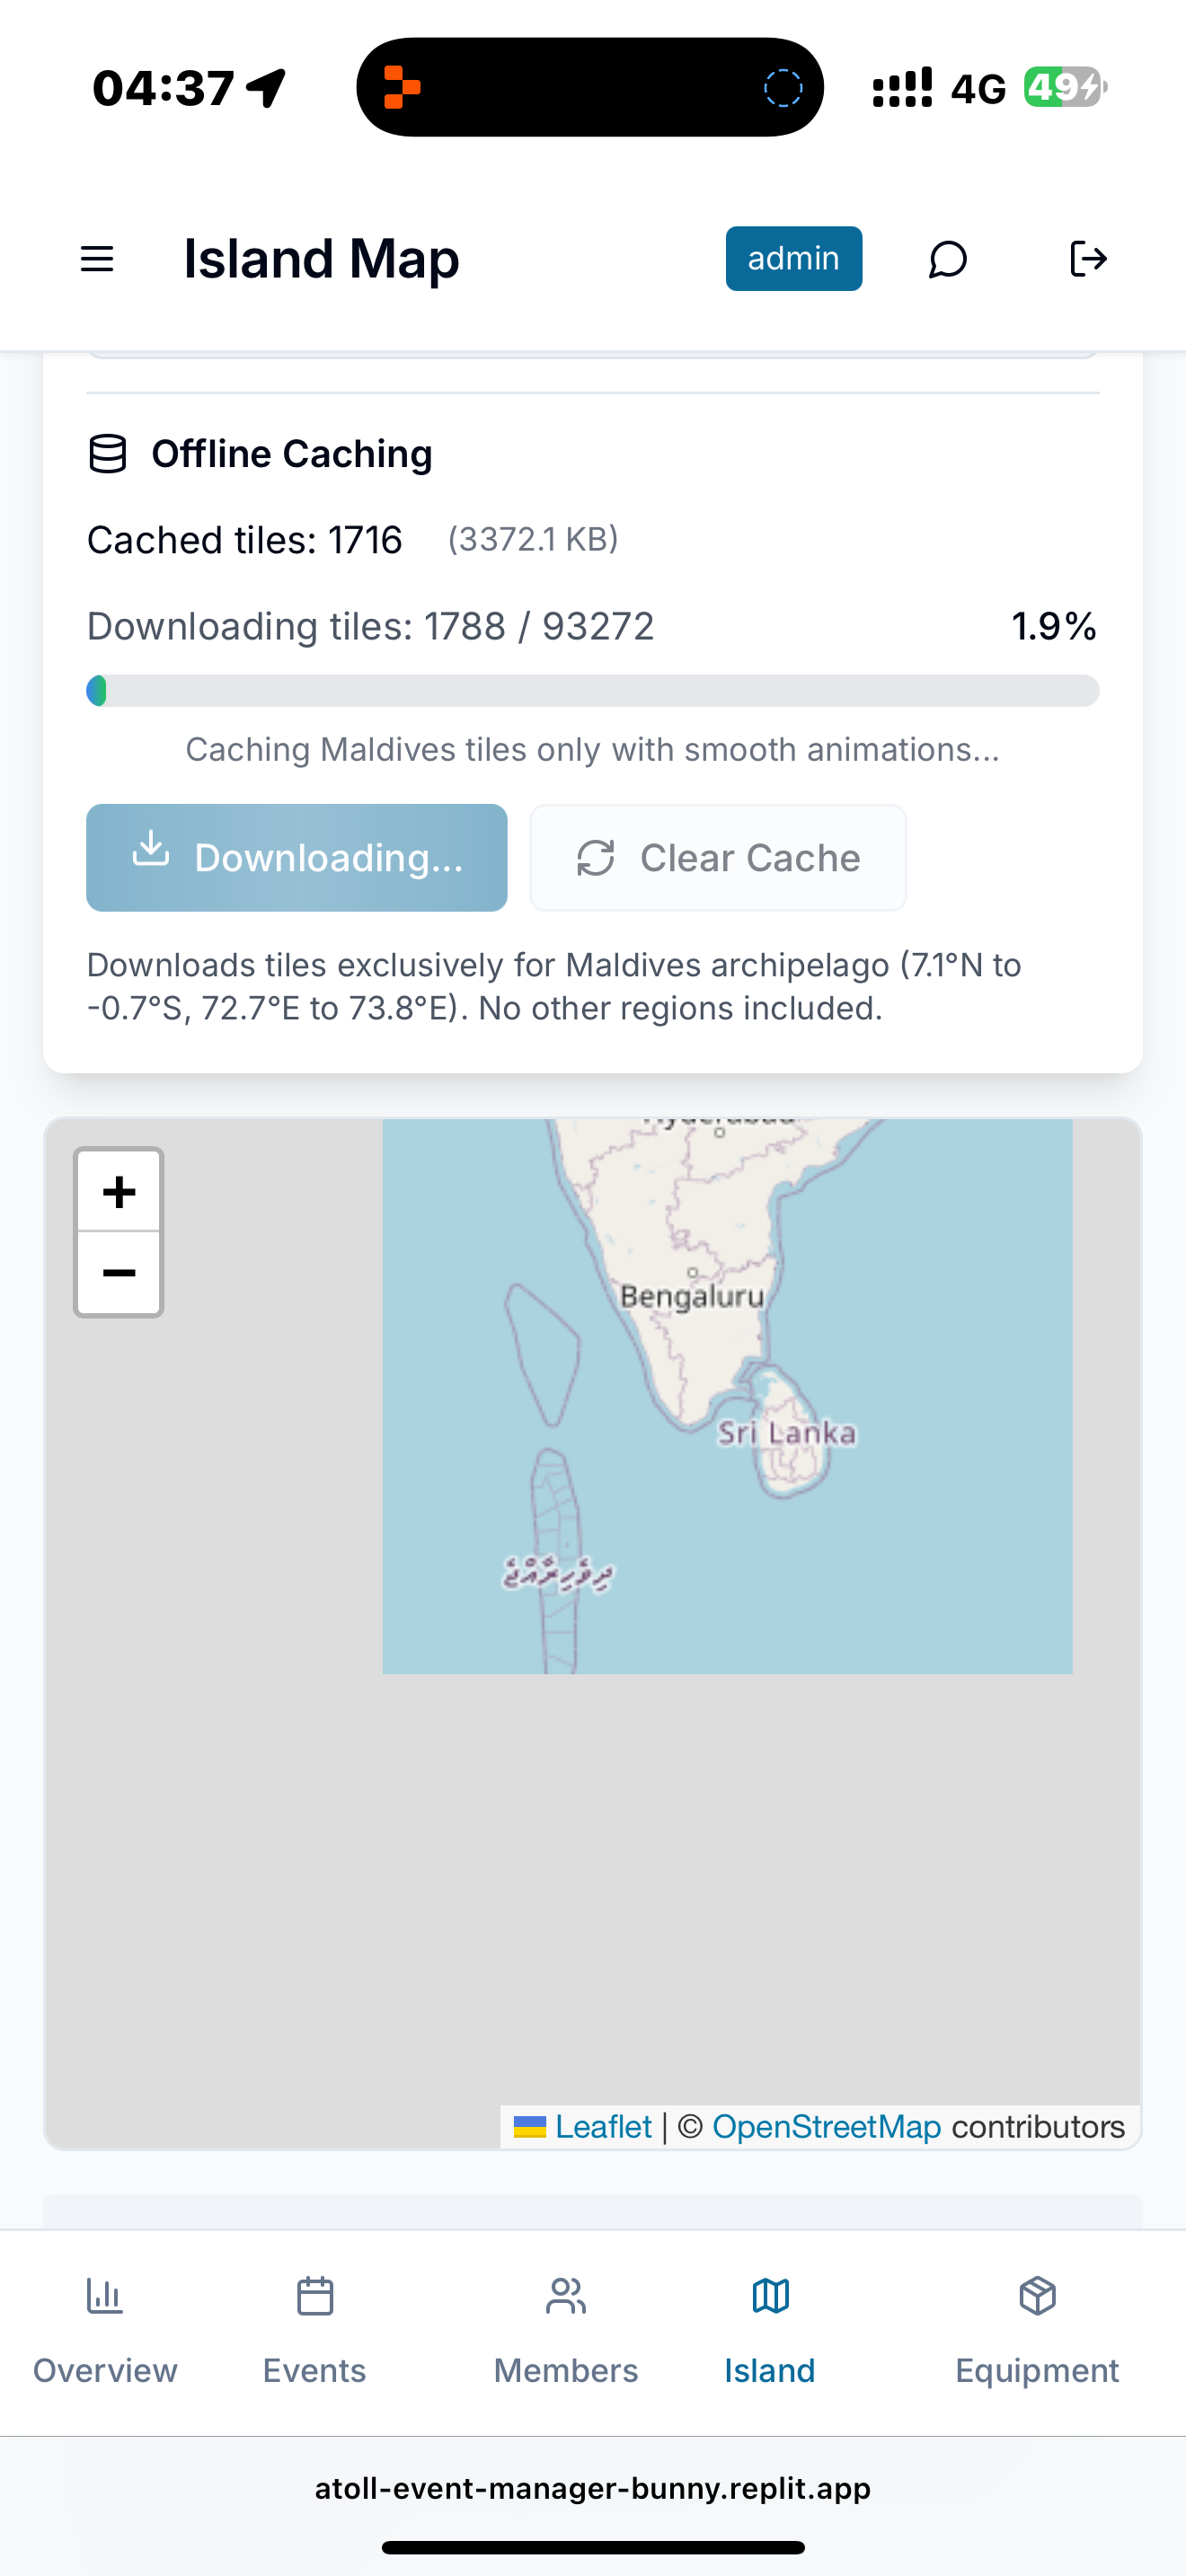 04:37
4G
49
Island Map
admin
Offline Caching
Cached tiles: 1716 (3372.1 KB)
Downloading tiles: 1788 / 93272 1.9%
Caching Maldives tiles only with smooth animations...
Downloading... Clear Cache
Downloads tiles exclusively for Maldives archipelago (7.1°N to
-0.7°S, 72.7°E to 73.8°E). No other regions included.
+
−
Hyderabad
Bengaluru
Sri Lanka
ދިވެހިރާއްޖެ
Leaflet | © OpenStreetMap contributors
Overview Events Members Island Equipment
atoll-event-manager-bunny.replit.app